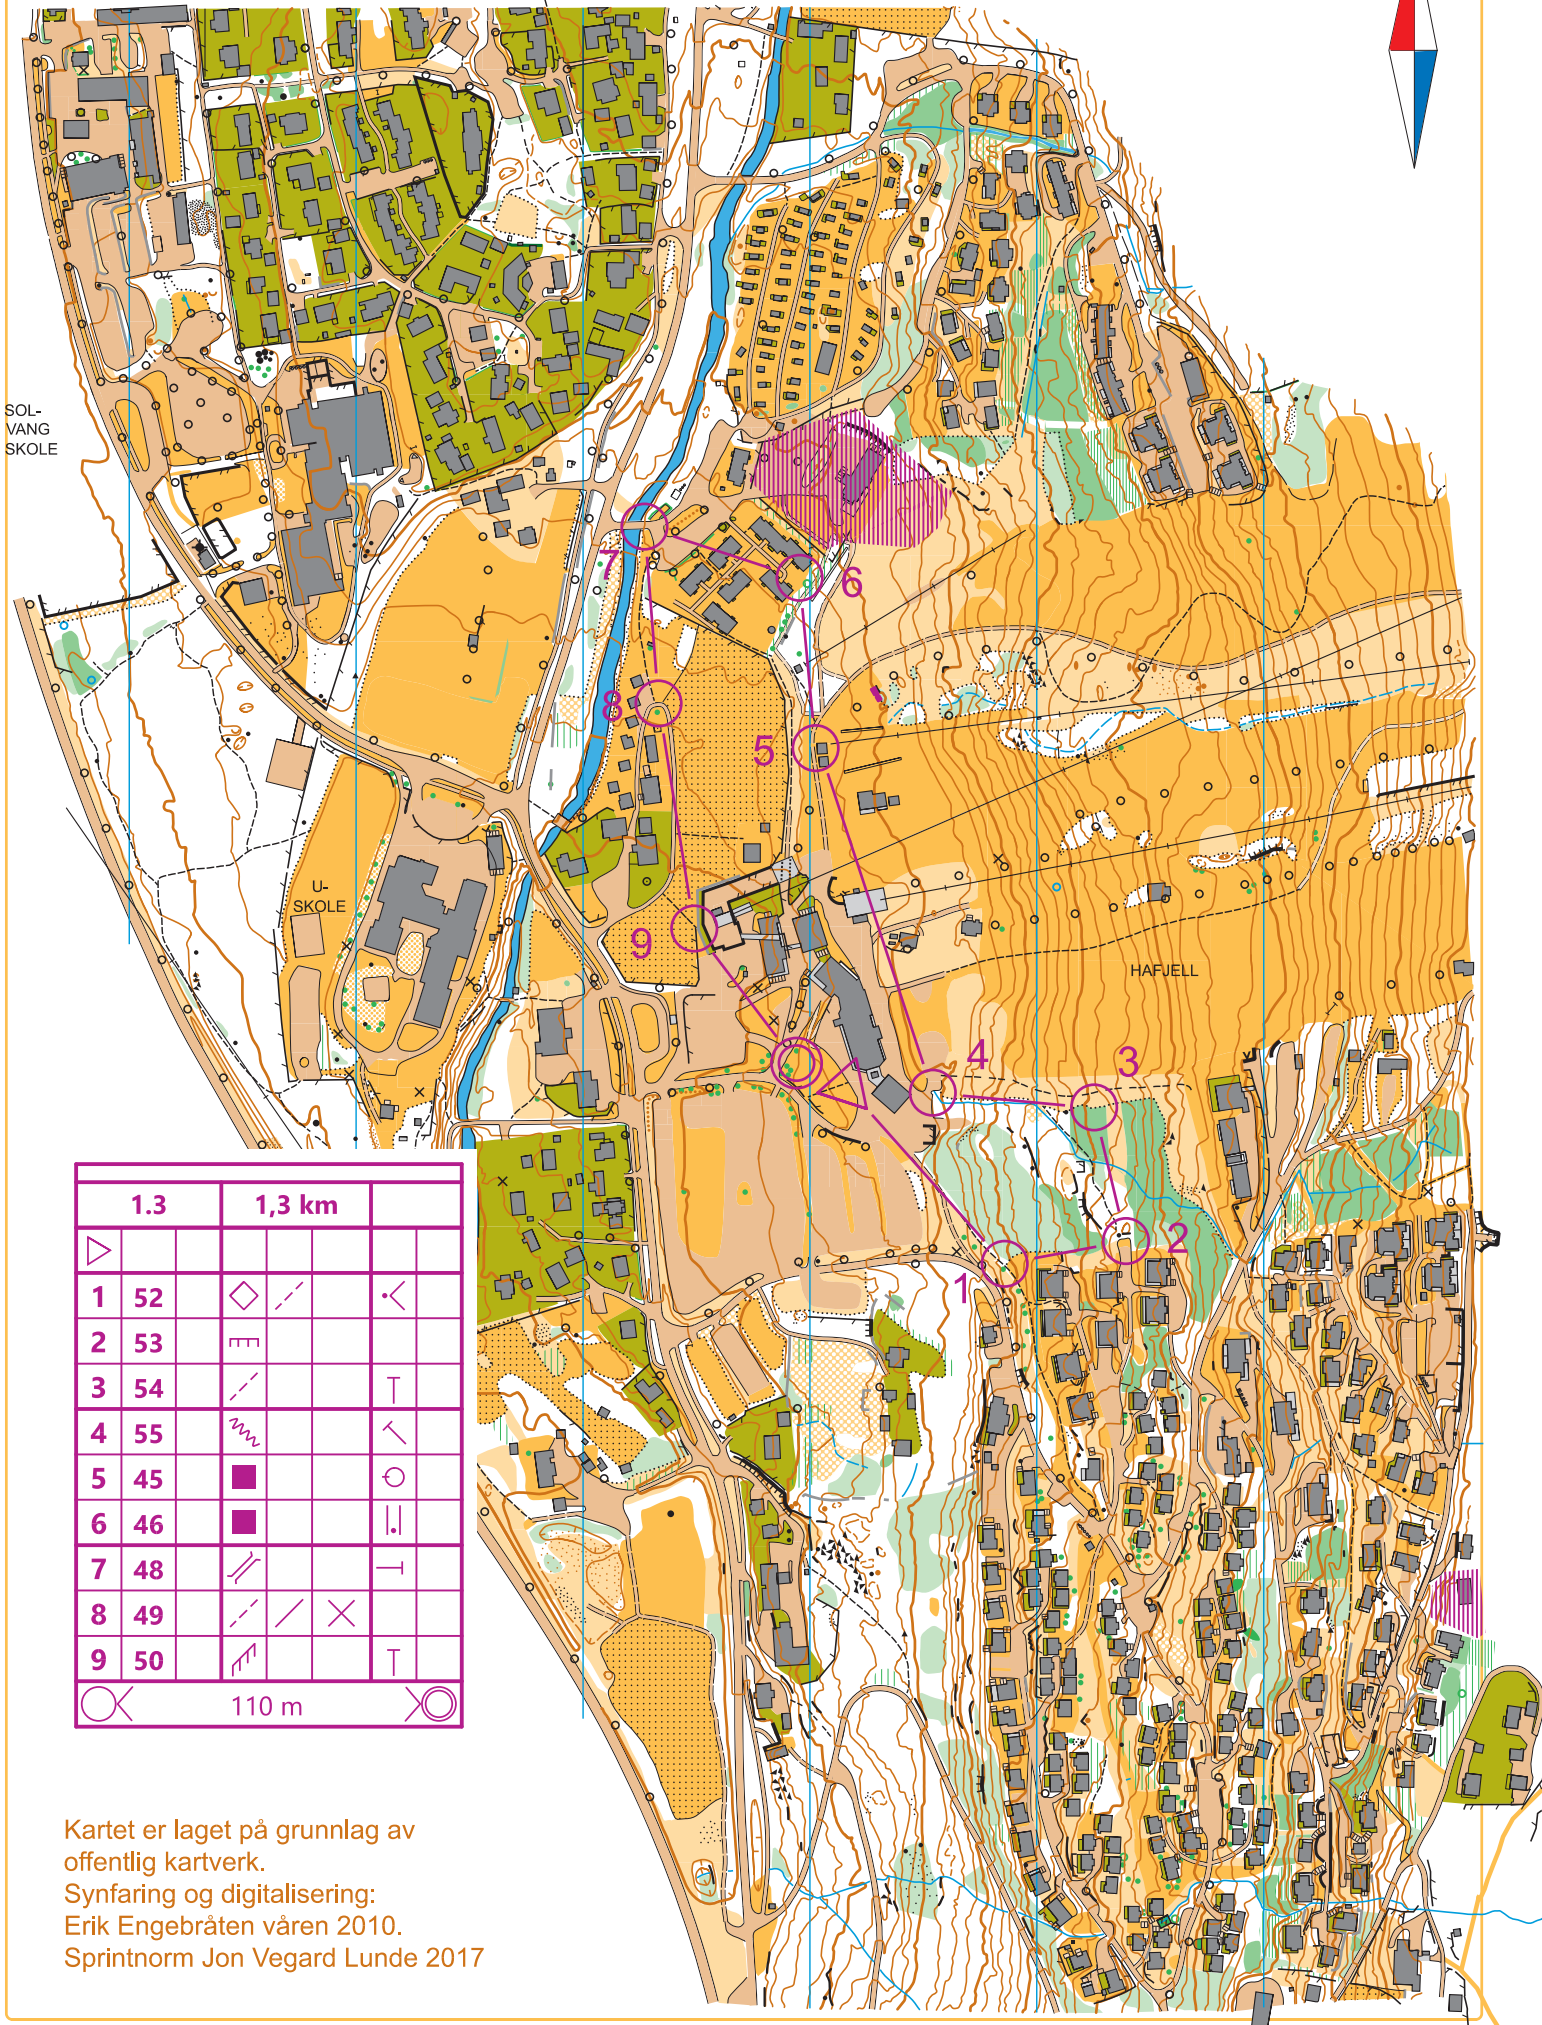 SOL-
VANG
SKOLE
7
6
8
5
U-
SKOLE
9
HAFJELL
4
3
2
1
1.3 1,3 km
1 52
2 53
3 54
4 55
5 45
6 46
7 48
8 49
9 50
110 m
Kartet er laget på grunnlag av
offentlig kartverk.
Synfaring og digitalisering:
Erik Engebråten våren 2010.
Sprintnorm Jon Vegard Lunde 2017